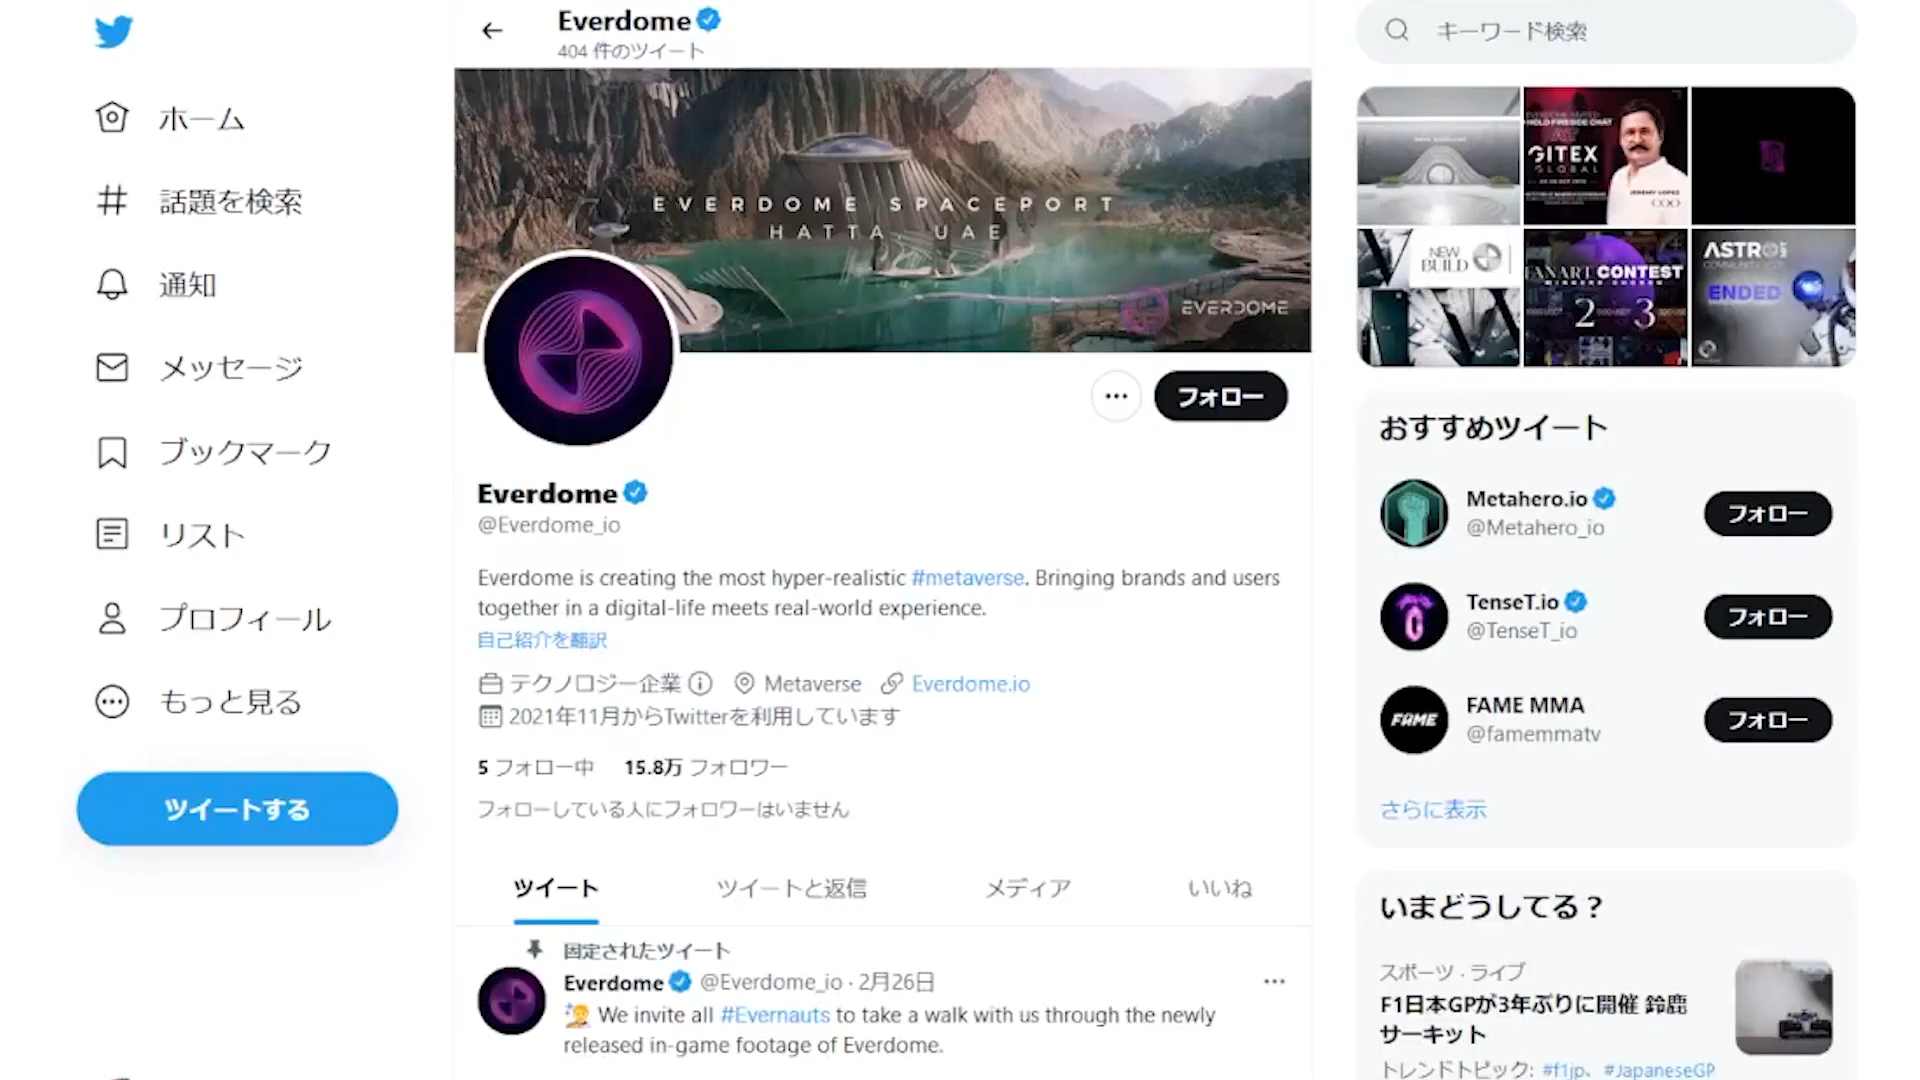 ホーム
話題を検索
通知
メッセージ
ブックマーク
リスト
プロフィール
もっと見る
ツイートする
Everdome
404 件のツイート
EVERDOME SPACEPORT
HATTA, UAE
EVERDOME
フォロー
Everdome
@Everdome_io
Everdome is creating the most hyper-realistic #metaverse. Bringing brands and users
together in a digital-life meets real-world experience.
自己紹介を翻訳
テクノロジー企業 Metaverse Everdome.io
2021年11月からTwitterを利用しています
5 フォロー中 15.8万 フォロワー
フォローしている人にフォロワーはいません
ツイート ツイートと返信 メディア いいね
固定されたツイート
Everdome @Everdome_io · 2月26日
We invite all #Evernauts to take a walk with us through the newly
released in-game footage of Everdome.
キーワード検索
HOLD FIRESIDE CHAT
GITEX
GLOBAL
JEREMY LOPEZ
COO
NEW
BUILD
FANART CONTEST
2 3
ASTRO
ENDED
おすすめツイート
Metahero.io
@Metahero_io
フォロー
TenseT.io
@TenseT_io
フォロー
FAME
FAME MMA
@famemmatv
フォロー
さらに表示
いまどうしてる？
スポーツ · ライブ
F1日本GPが3年ぶりに開催 鈴鹿
サーキット
トレンドトピック: #f1jp、#JapaneseGP